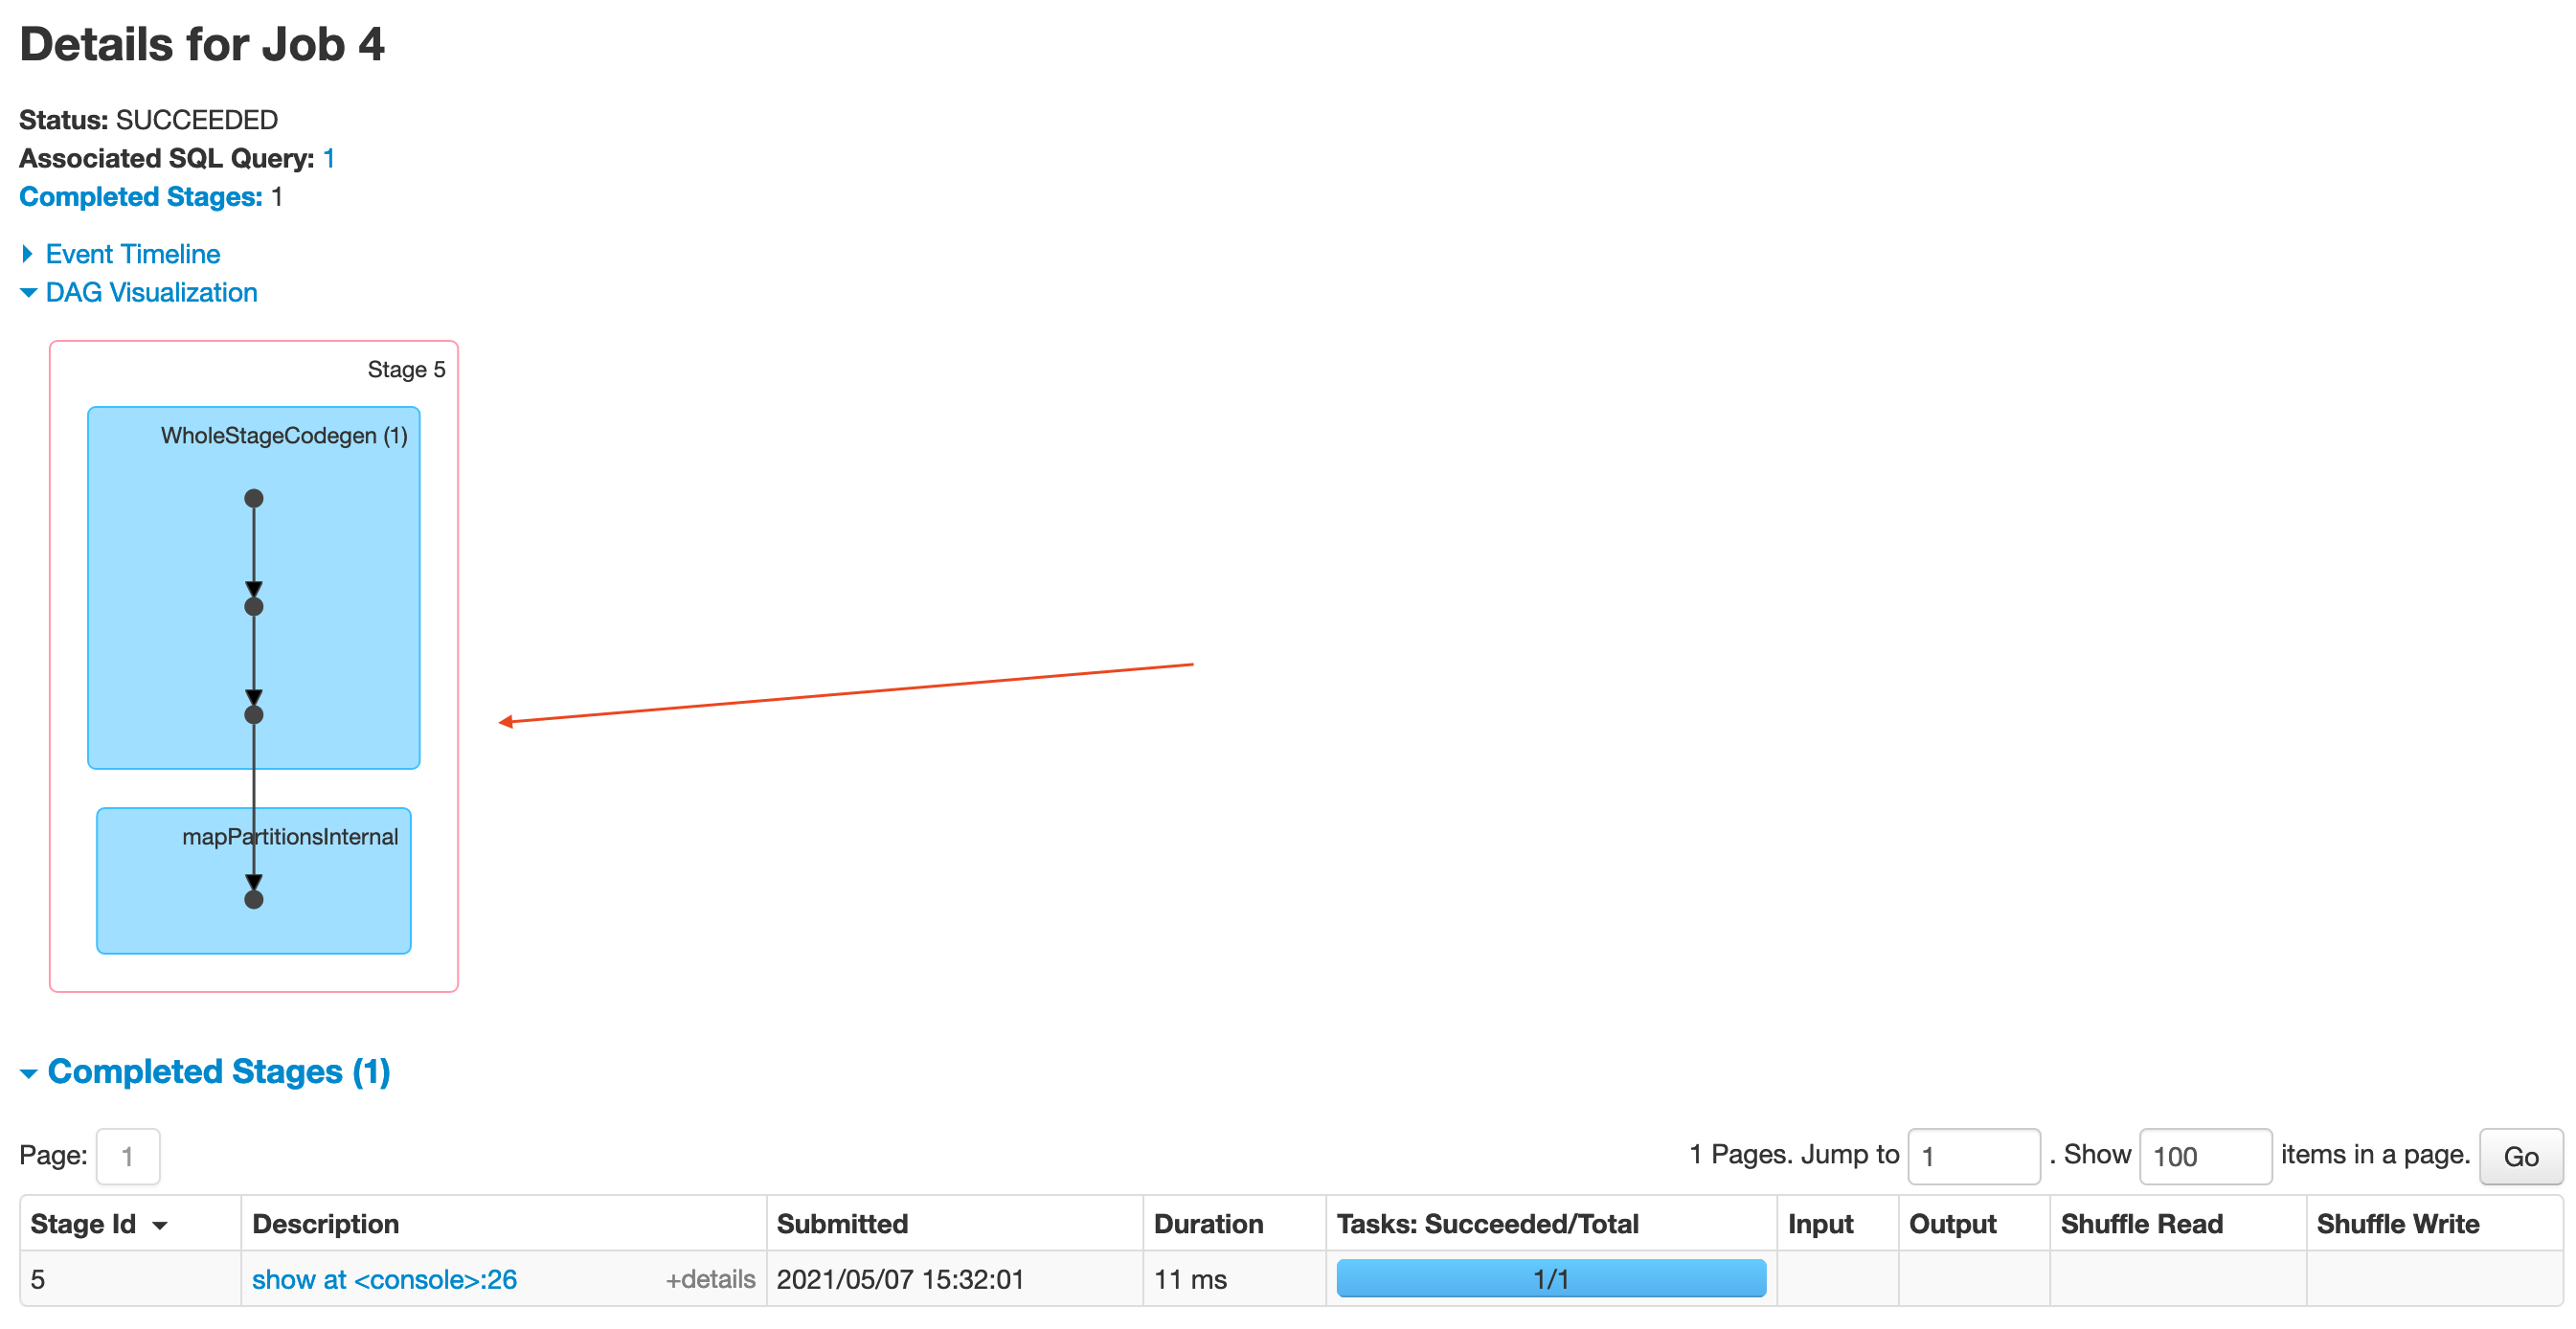 Details for Job 4
Status: SUCCEEDED
Associated SQL Query: 1
Completed Stages: 1
Event Timeline
DAG Visualization
Stage 5
WholeStageCodegen (1)
mapPartitionsInternal
Completed Stages (1)
Page: 1 1 Pages. Jump to 1 . Show 100 items in a page. Go
Stage Id Description Submitted Duration Tasks: Succeeded/Total Input Output Shuffle Read Shuffle Write
5 show at <console>:26 +details 2021/05/07 15:32:01 11 ms 1/1